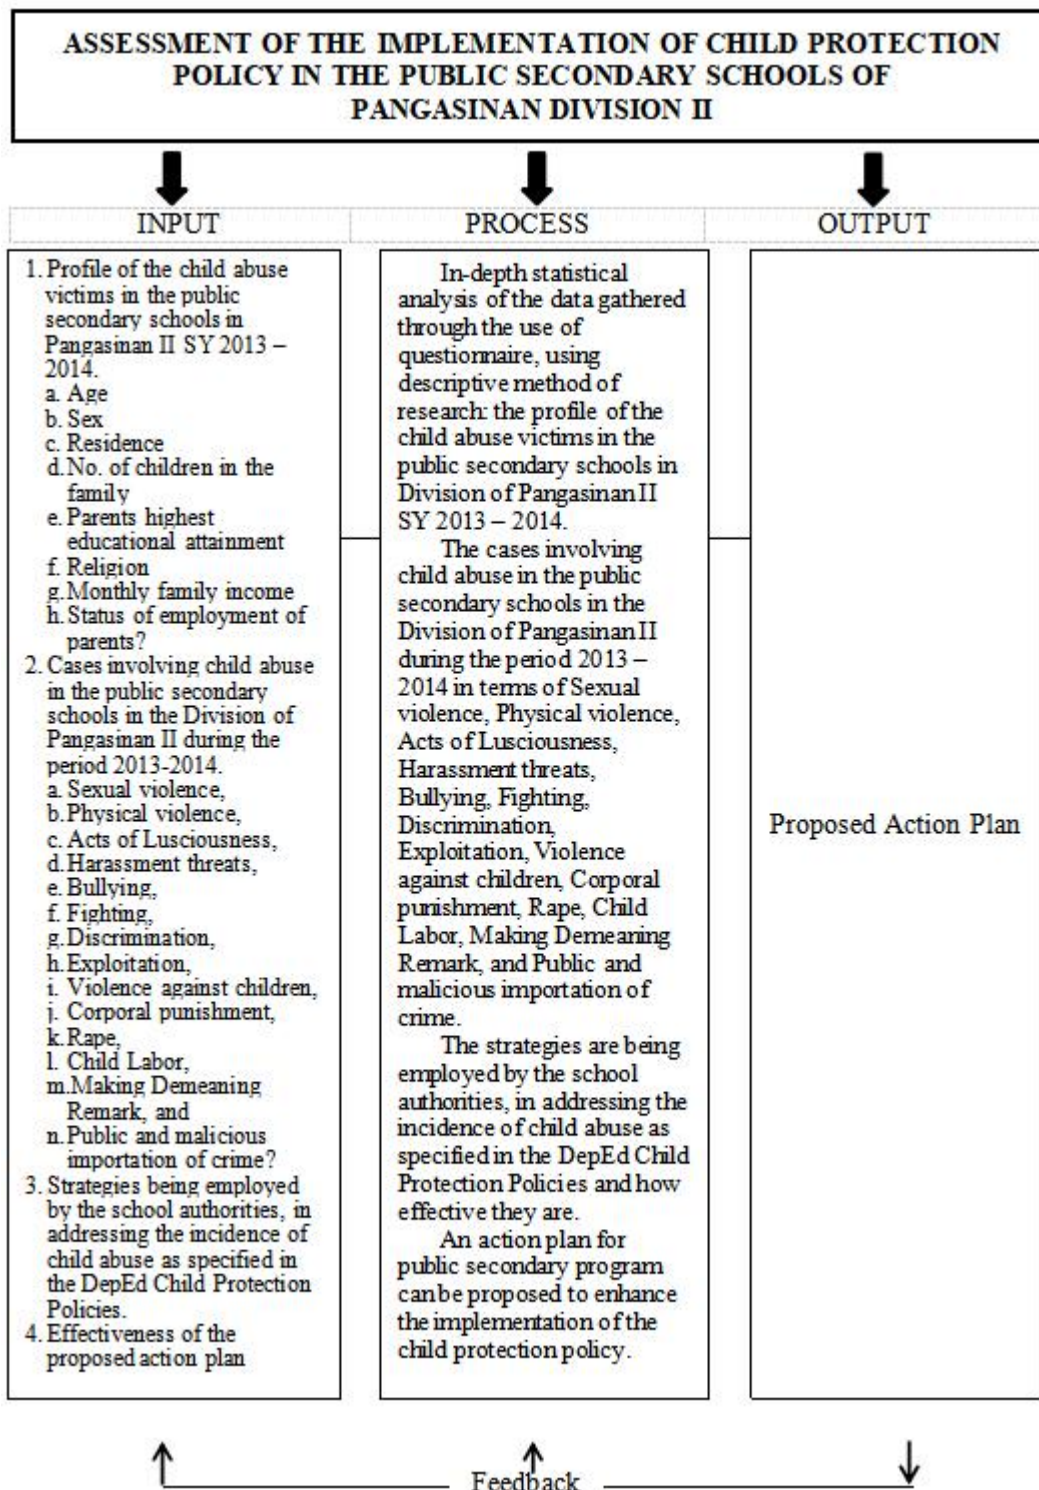 ASSESSMENT OF THE IMPLEMENTATION OF CHILD PROTECTION
POLICY IN THE PUBLIC SECONDARY SCHOOLS OF
PANGASINAN DIVISION II
INPUT
PROCESS
OUTPUT
1. Profile of the child abuse
victims in the public
secondary schools in
Pangasinan II SY 2013 –
2014.
a. Age
b. Sex
c. Residence
d. No. of children in the
family
e. Parents highest
educational attainment
f. Religion
g. Monthly family income
h. Status of employment of
parents?
2. Cases involving child abuse
in the public secondary
schools in the Division of
Pangasinan II during the
period 2013-2014.
a. Sexual violence,
b. Physical violence,
c. Acts of Lusciousness,
d. Harassment threats,
e. Bullying,
f. Fighting,
g. Discrimination,
h. Exploitation,
i. Violence against children,
j. Corporal punishment,
k. Rape,
l. Child Labor,
m. Making Demeaning
Remark, and
n. Public and malicious
importation of crime?
3. Strategies being employed
by the school authorities, in
addressing the incidence of
child abuse as specified in
the DepEd Child Protection
Policies.
4. Effectiveness of the
proposed action plan
In-depth statistical
analysis of the data gathered
through the use of
questionnaire, using
descriptive method of
research: the profile of the
child abuse victims in the
public secondary schools in
Division of Pangasinan II
SY 2013 – 2014.
The cases involving
child abuse in the public
secondary schools in the
Division of Pangasinan II
during the period 2013 –
2014 in terms of Sexual
violence, Physical violence,
Acts of Lusciousness,
Harassment threats,
Bullying, Fighting,
Discrimination,
Exploitation, Violence
against children, Corporal
punishment, Rape, Child
Labor, Making Demeaning
Remark, and Public and
malicious importation of
crime.
The strategies are being
employed by the school
authorities, in addressing the
incidence of child abuse as
specified in the DepEd Child
Protection Policies and how
effective they are.
An action plan for
public secondary program
can be proposed to enhance
the implementation of the
child protection policy.
Proposed Action Plan
Feedback